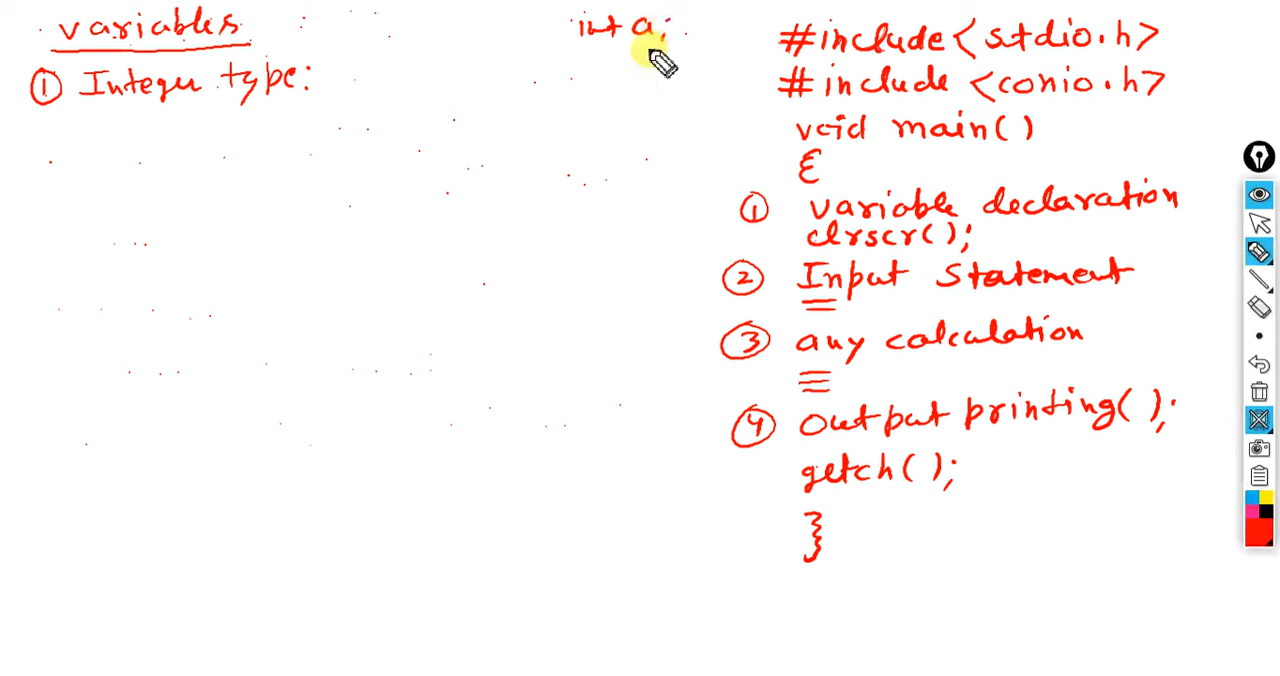 variables
① Integer type:
int a;
#include<stdio.h>
#include <conio.h>
void main()
{
① variable declaration
clrscr();
② Input Statement
③ any calculation
④ Output printing( );
getch();
}